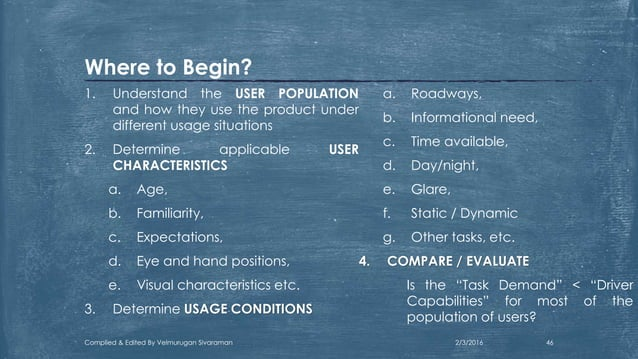 Where to Begin?
1. Understand the USER POPULATION
and how they use the product under
different usage situations
2. Determine applicable USER
CHARACTERISTICS
a. Age,
b. Familiarity,
c. Expectations,
d. Eye and hand positions,
e. Visual characteristics etc.
3. Determine USAGE CONDITIONS
a. Roadways,
b. Informational need,
c. Time available,
d. Day/night,
e. Glare,
f. Static / Dynamic
g. Other tasks, etc.
4. COMPARE / EVALUATE
Is the “Task Demand” < “Driver
Capabilities” for most of the
population of users?
Complied & Edited By Velmurugan Sivaraman
2/3/2016
46